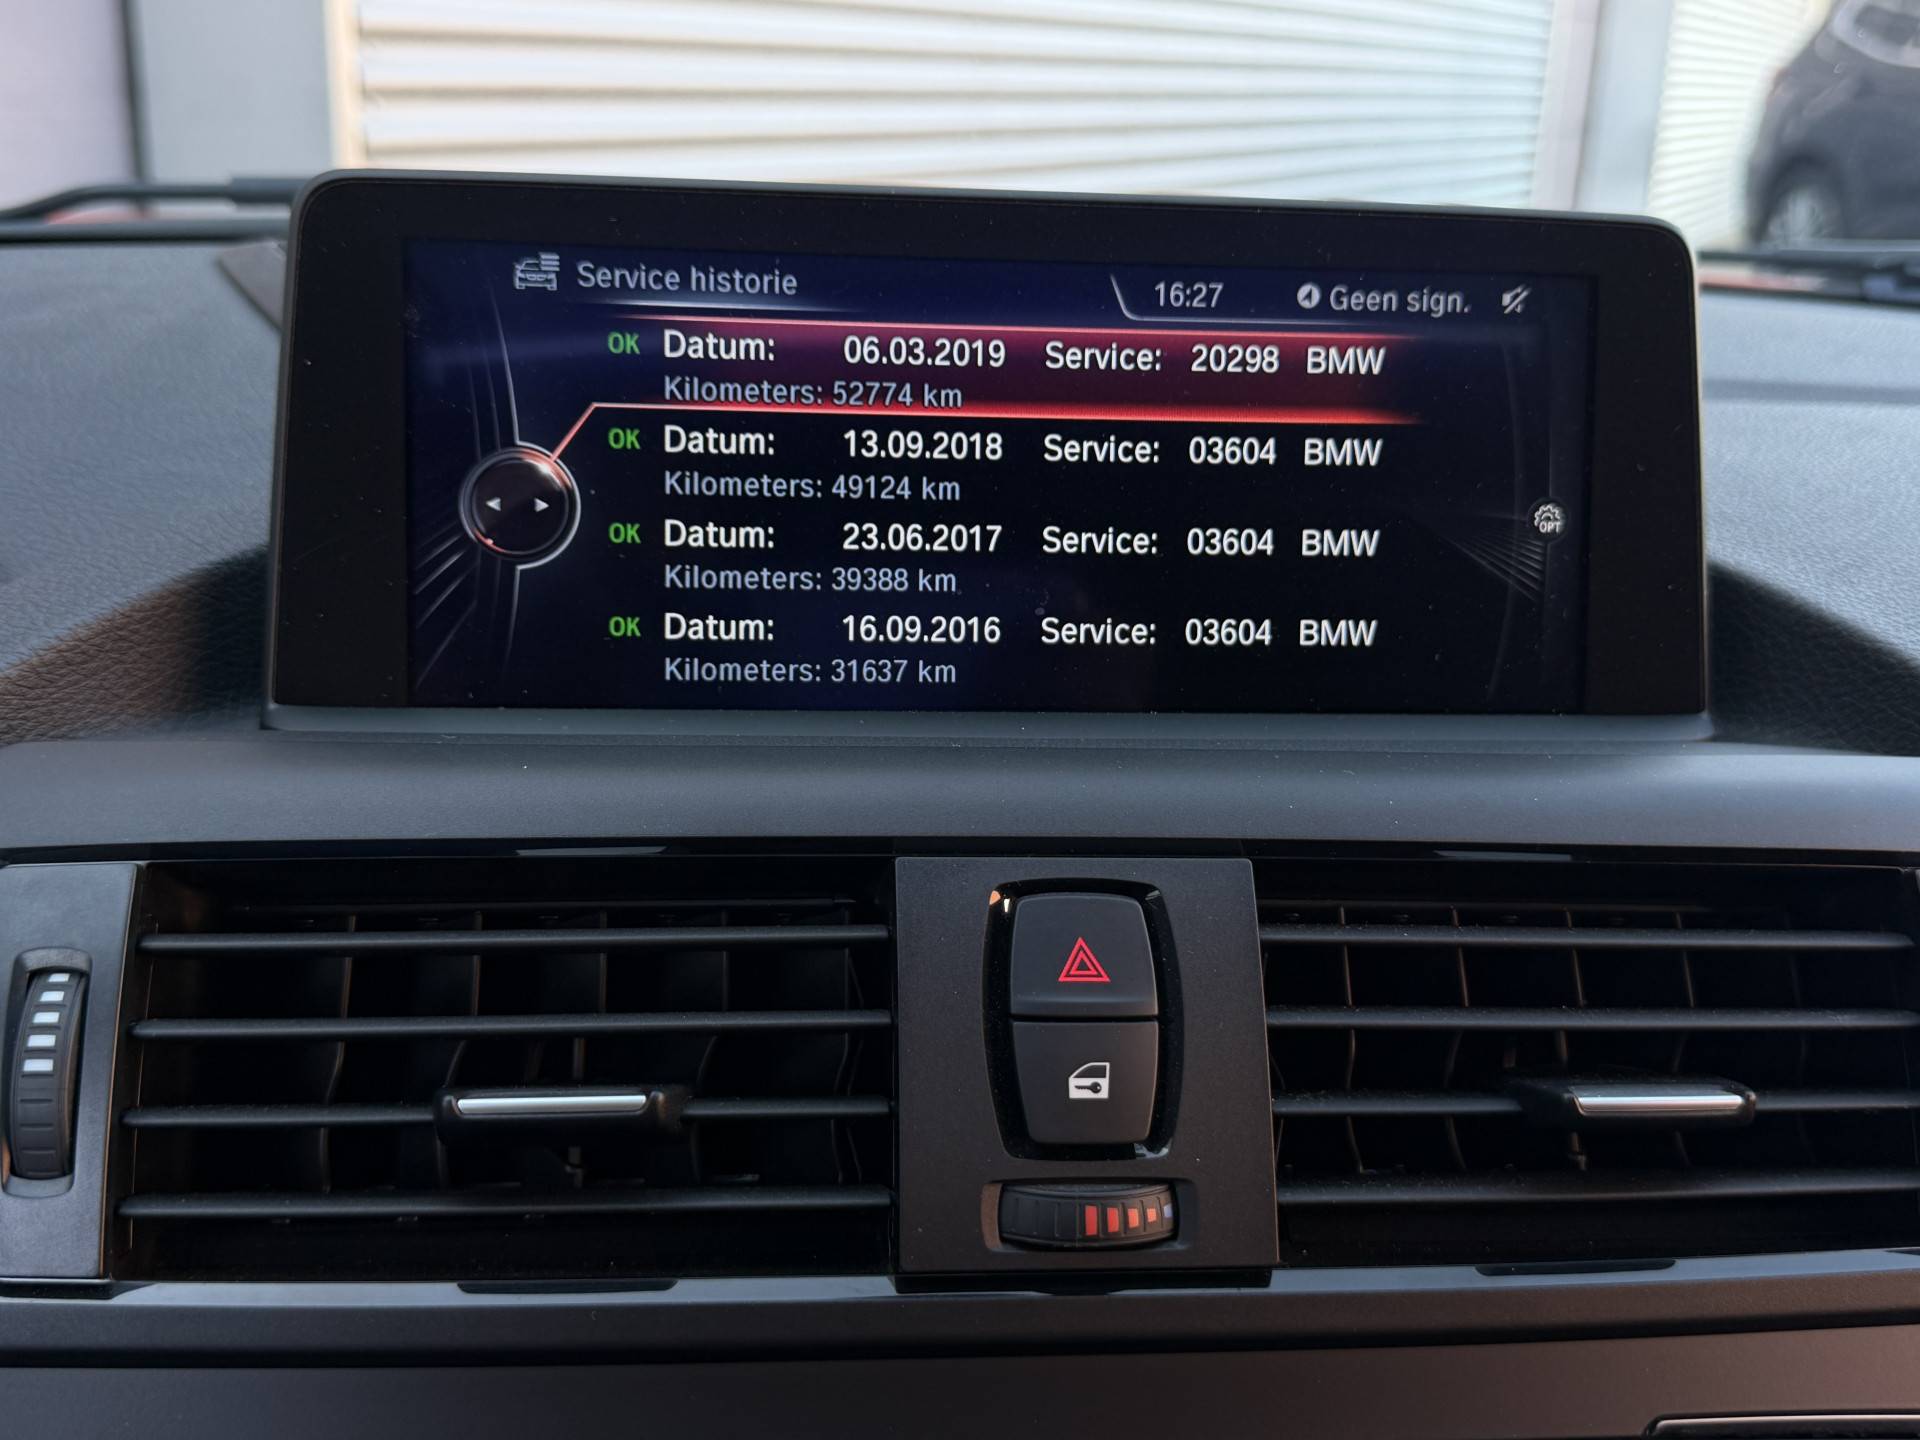 Service historie 16:27 Geen sign.
OK Datum: 06.03.2019 Service: 20298 BMW
Kilometers: 52774 km
OK Datum: 13.09.2018 Service: 03604 BMW
Kilometers: 49124 km
OK Datum: 23.06.2017 Service: 03604 BMW
Kilometers: 39388 km
OPT
OK Datum: 16.09.2016 Service: 03604 BMW
Kilometers: 31637 km